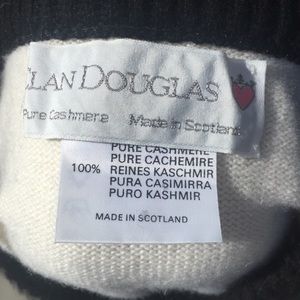 CLAN DOUGLAS
Pure Cashmere Made in Scotland
PURE CASHMERE
PURE CACHEMIRE
100% REINES KASCHMIR
PURA CASIMIRRA
PURO KASHMIR
MADE IN SCOTLAND